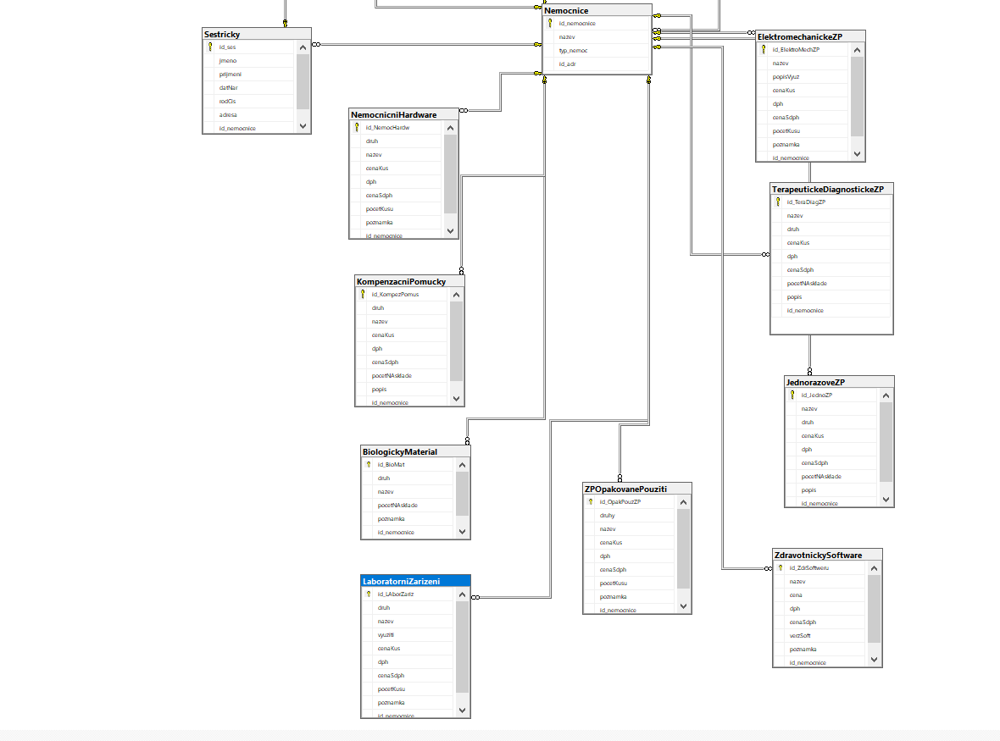 Nemocnice
id_nemocnice
nazev
typ_nemoc
id_adr
Sestricky
id_ses
jmeno
prijmeni
datNar
rodCis
adresa
id_nemocnice
ElektromechanickeZP
id_ElektroMechZP
nazev
popisVyuz
cenaKus
dph
cenaSdph
pocetKusu
poznamka
id_nemocnice
NemocnicniHardware
id_NemocHardw
druh
nazev
cenaKus
dph
cenaSdph
pocetKusu
poznamka
id_nemocnice
TerapeutickeDiagnostickeZP
id_TeraDiagZP
nazev
druh
cenaKus
dph
cenaSdph
pocetNAsklade
popis
id_nemocnice
KompenzacniPomucky
id_KompezPomus
druh
nazev
cenaKus
dph
cenaSdph
pocetNAsklade
popis
id_nemocnice
JednorazoveZP
id_JednoZP
nazev
druh
cenaKus
dph
cenaSdph
pocetNAsklade
popis
id_nemocnice
BiologickyMaterial
id_BioMat
druh
nazev
pocetNAsklade
poznamka
id_nemocnice
ZPOpakovanePouziti
id_OpakPouzZP
druhy
nazev
cenaKus
dph
cenaSdph
pocetKusu
poznamka
id_nemocnice
ZdravotnickySoftware
id_ZdrSoftweru
nazev
cena
dph
cenaSdph
verzSoft
poznamka
id_nemocnice
LaboratorniZarizeni
id_LAborZariz
druh
nazev
vyuziti
cenaKus
dph
cenaSdph
pocetKusu
poznamka
id_nemocnice